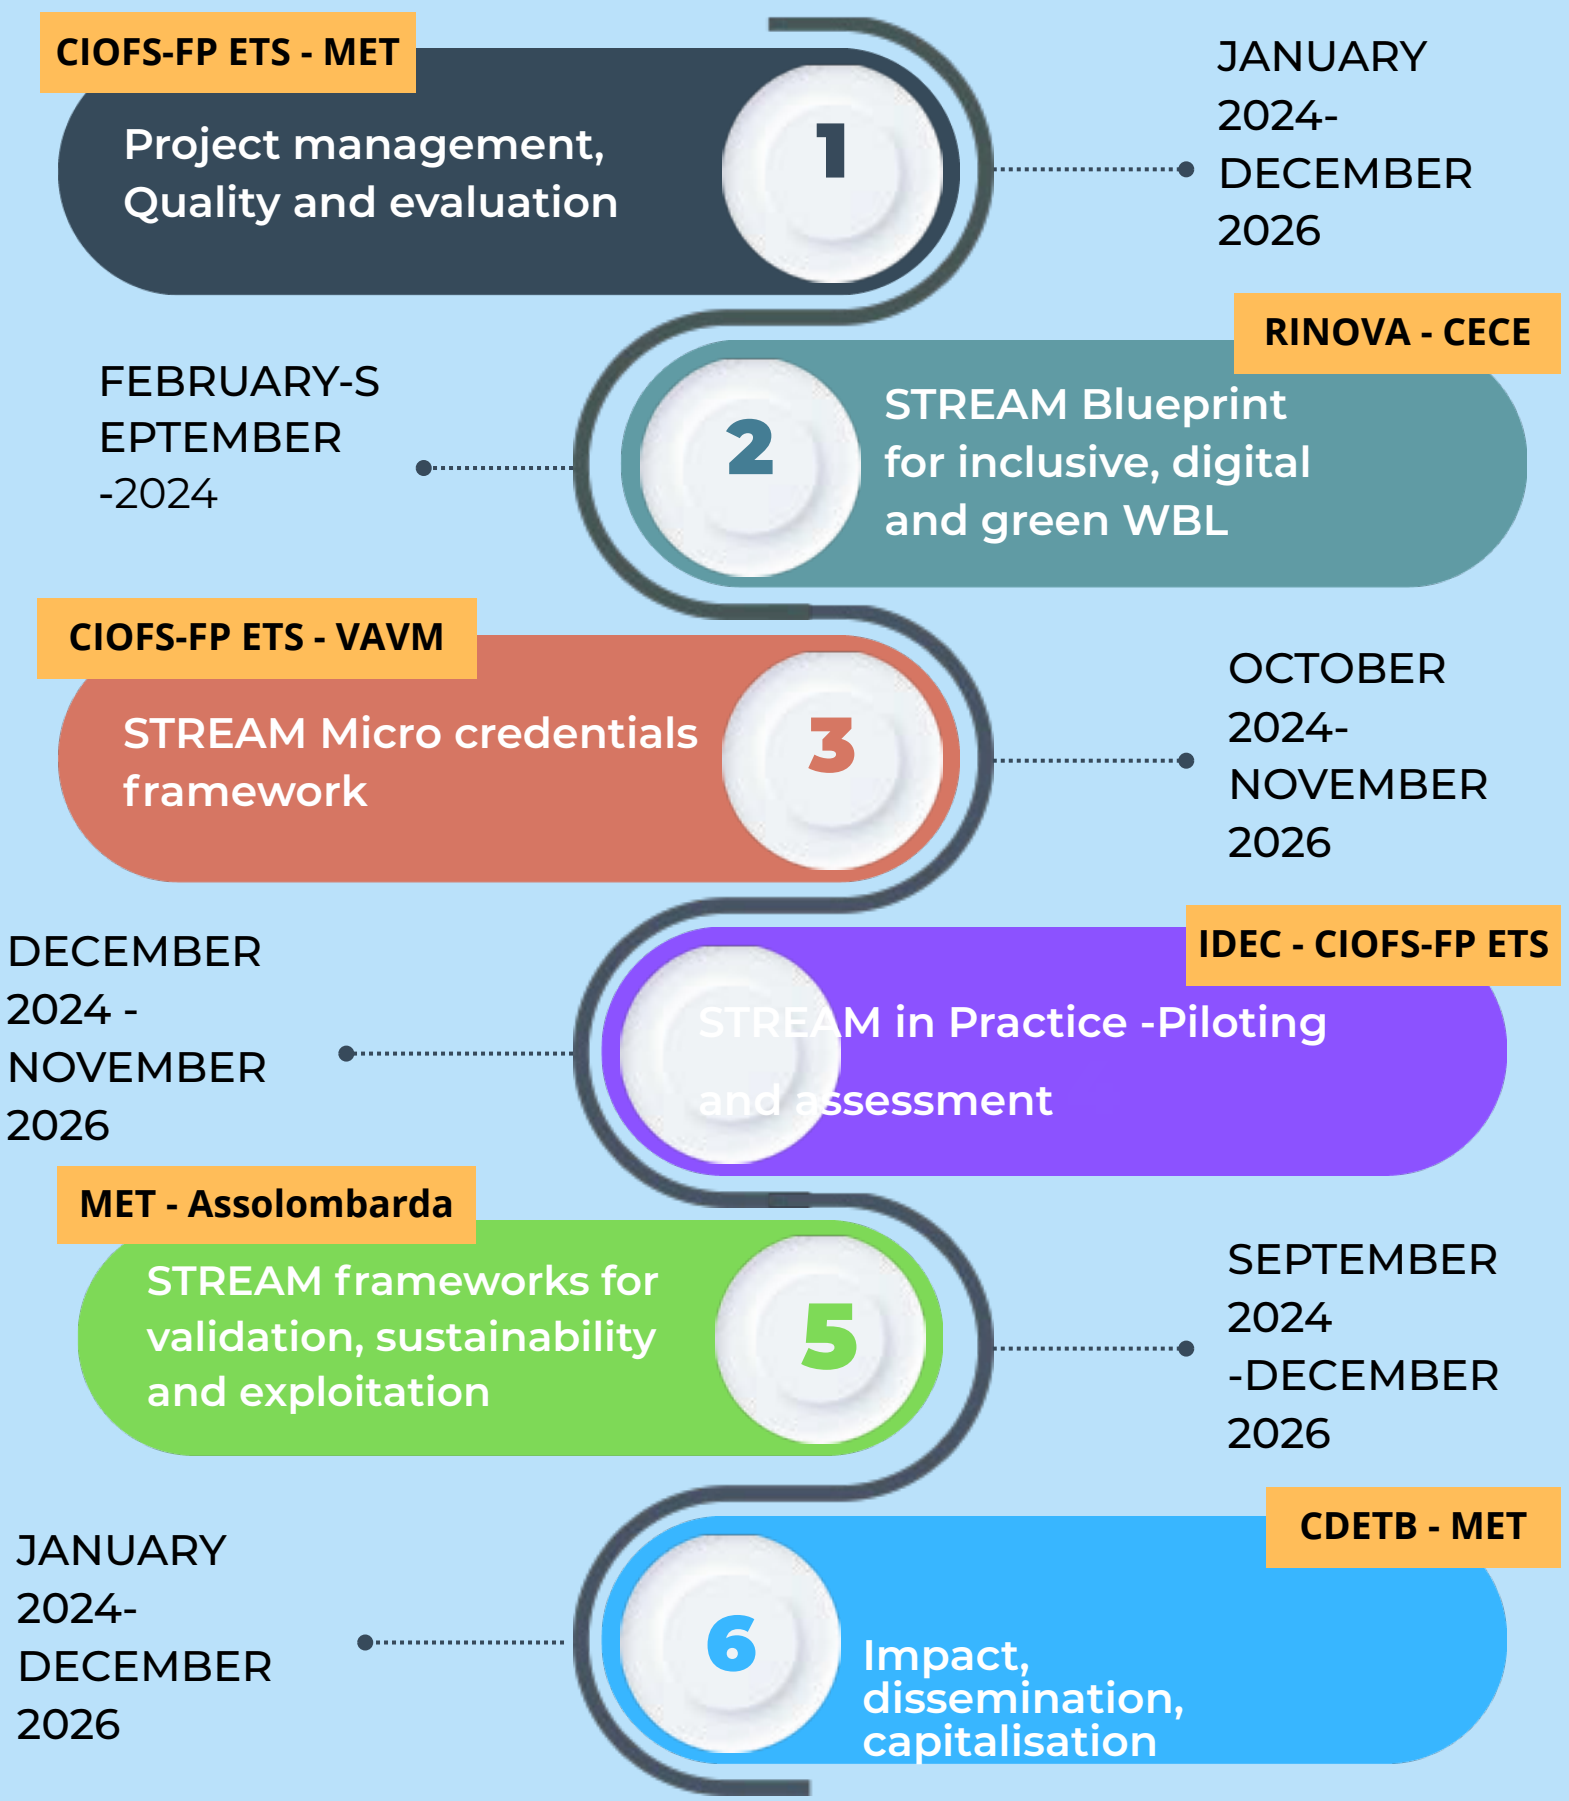 CIOFS-FP ETS - MET
Project management,
Quality and evaluation
1
JANUARY
2024-
DECEMBER
2026
RINOVA - CECE
FEBRUARY-S
EPTEMBER
-2024
2
STREAM Blueprint
for inclusive, digital
and green WBL
CIOFS-FP ETS - VAVM
STREAM Micro credentials
framework
3
OCTOBER
2024-
NOVEMBER
2026
IDEC - CIOFS-FP ETS
DECEMBER
2024 -
NOVEMBER
2026
STREAM in Practice -Piloting
and assessment
MET - Assolombarda
STREAM frameworks for
validation, sustainability
and exploitation
5
SEPTEMBER
2024
-DECEMBER
2026
CDETB - MET
JANUARY
2024-
DECEMBER
2026
6
Impact,
dissemination,
capitalisation